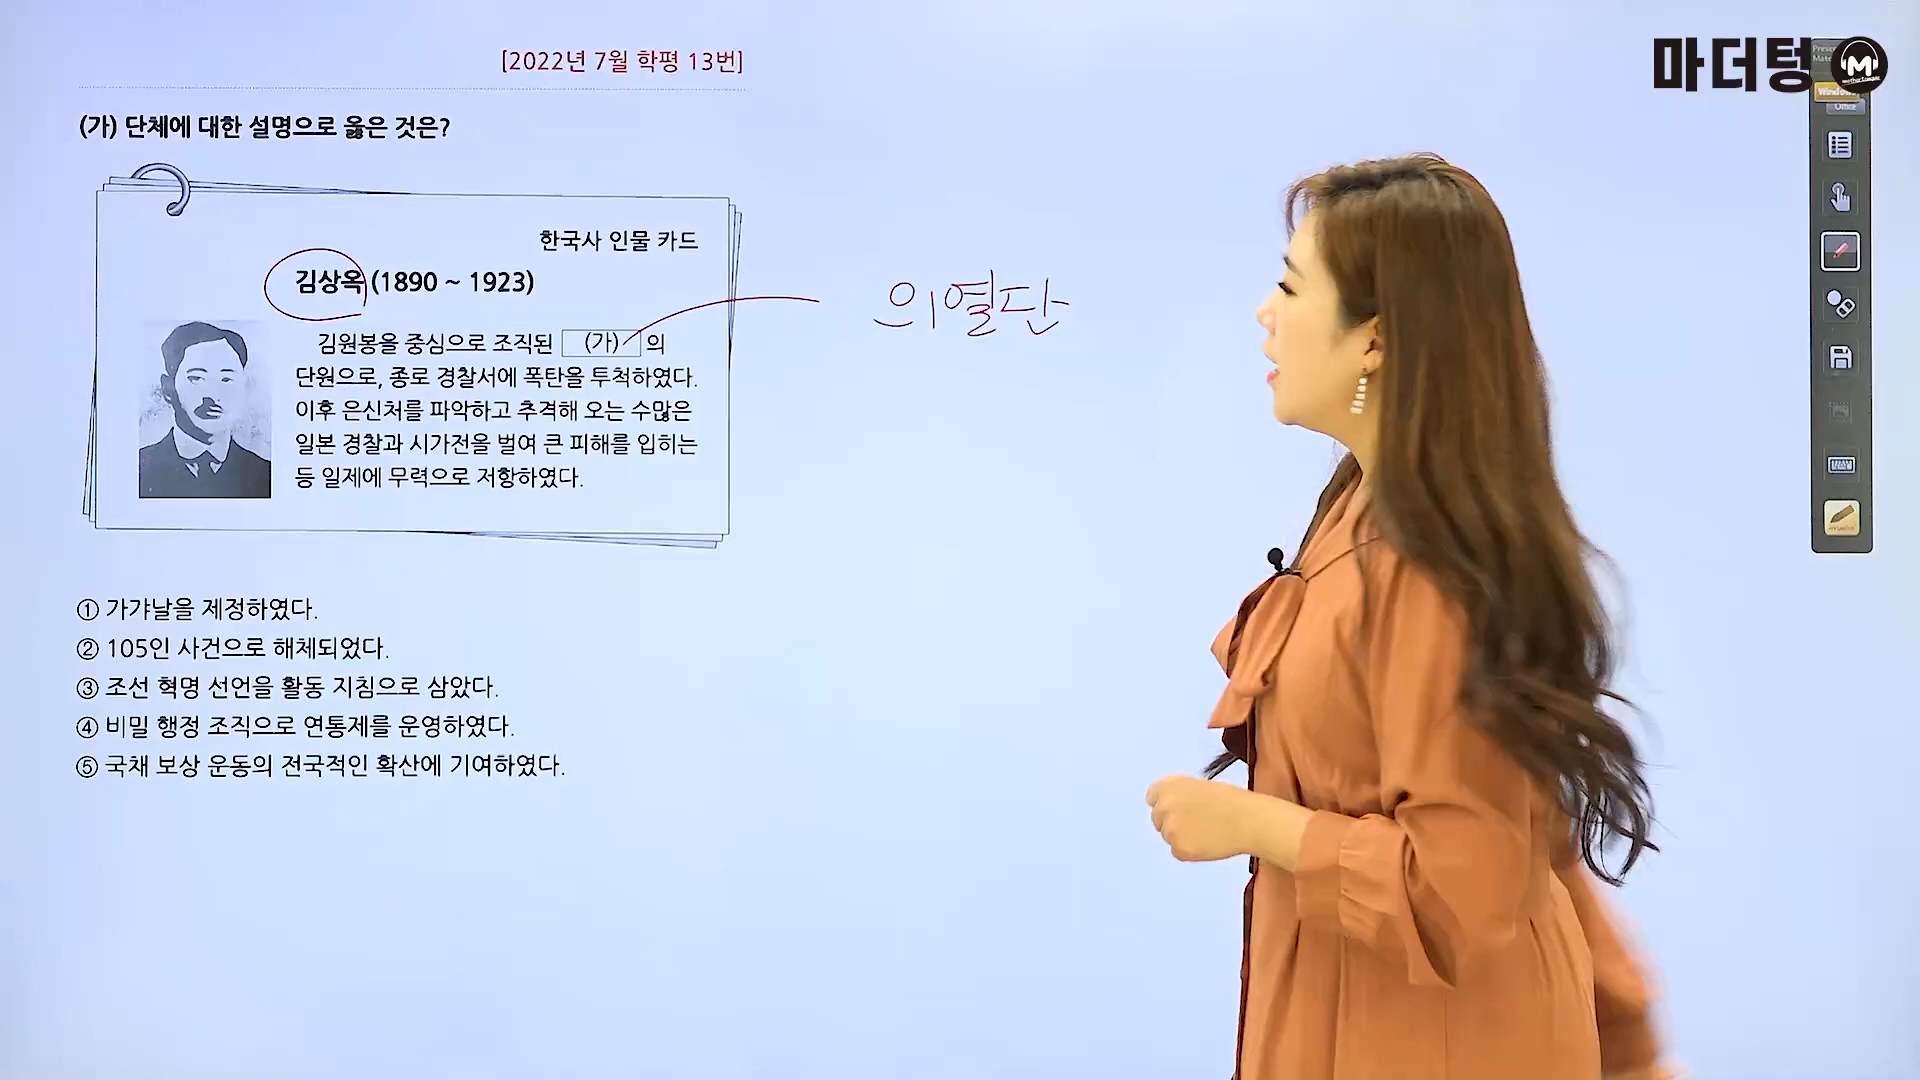 [2022년 7월 학평 13번]
마더텅
(가) 단체에 대한 설명으로 옳은 것은?
한국사 인물 카드
김상옥 (1890 ~ 1923)
김원봉을 중심으로 조직된 (가) 의
단원으로, 종로 경찰서에 폭탄을 투척하였다.
이후 은신처를 파악하고 추격해 오는 수많은
일본 경찰과 시가전을 벌여 큰 피해를 입히는
등 일제에 무력으로 저항하였다.
의열단
① 가갸날을 제정하였다.
② 105인 사건으로 해체되었다.
③ 조선 혁명 선언을 활동 지침으로 삼았다.
④ 비밀 행정 조직으로 연통제를 운영하였다.
⑤ 국채 보상 운동의 전국적인 확산에 기여하였다.